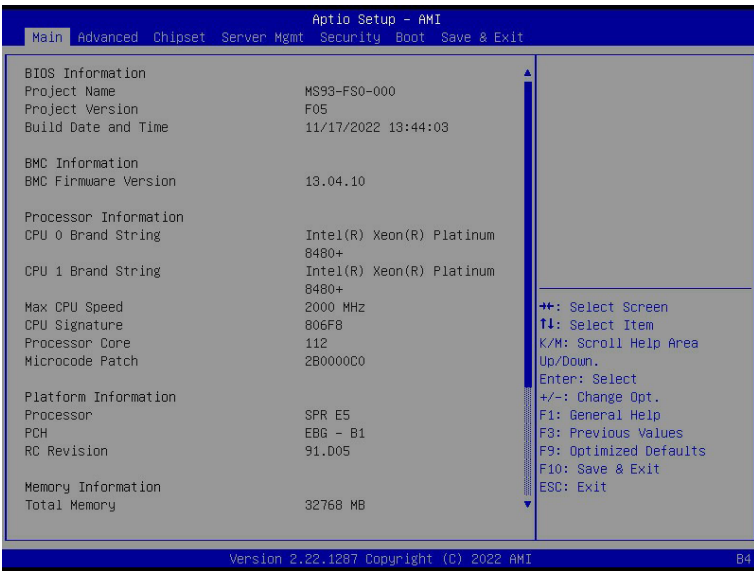 Aptio Setup - AMI
Main Advanced Chipset Server Mgmt Security Boot Save & Exit
BIOS Information
Project Name MS93-FS0-000
Project Version F05
Build Date and Time 11/17/2022 13:44:03
BMC Information
BMC Firmware Version 13.04.10
Processor Information
CPU 0 Brand String Intel(R) Xeon(R) Platinum
8480+
CPU 1 Brand String Intel(R) Xeon(R) Platinum
8480+
Max CPU Speed 2000 MHz
CPU Signature 806F8
Processor Core 112
Microcode Patch 2B0000C0
Platform Information
Processor SPR E5
PCH EBG - B1
RC Revision 91.D05
Memory Information
Total Memory 32768 MB
→←: Select Screen
↑↓: Select Item
K/M: Scroll Help Area
Up/Down.
Enter: Select
+/-: Change Opt.
F1: General Help
F3: Previous Values
F9: Optimized Defaults
F10: Save & Exit
ESC: Exit
Version 2.22.1287 Copyright (C) 2022 AMI
B4